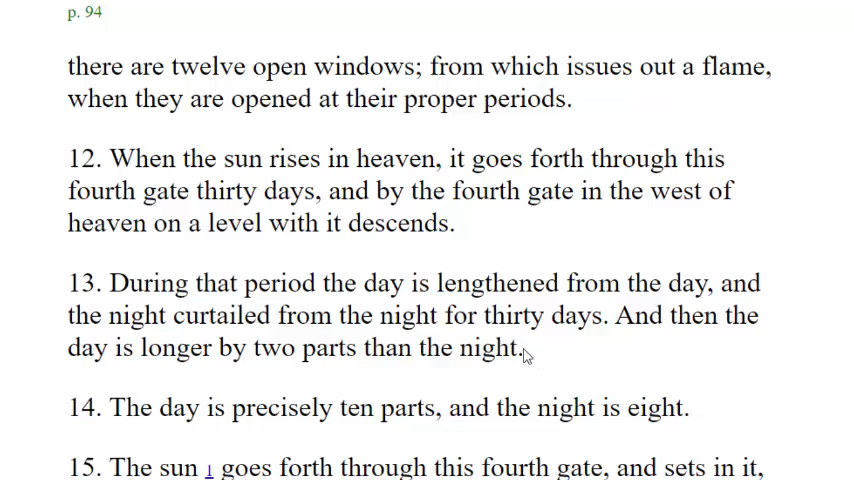 p. 94
there are twelve open windows; from which issues out a flame,
when they are opened at their proper periods.
12. When the sun rises in heaven, it goes forth through this
fourth gate thirty days, and by the fourth gate in the west of
heaven on a level with it descends.
13. During that period the day is lengthened from the day, and
the night curtailed from the night for thirty days. And then the
day is longer by two parts than the night.
14. The day is precisely ten parts, and the night is eight.
15. The sun 1 goes forth through this fourth gate, and sets in it,